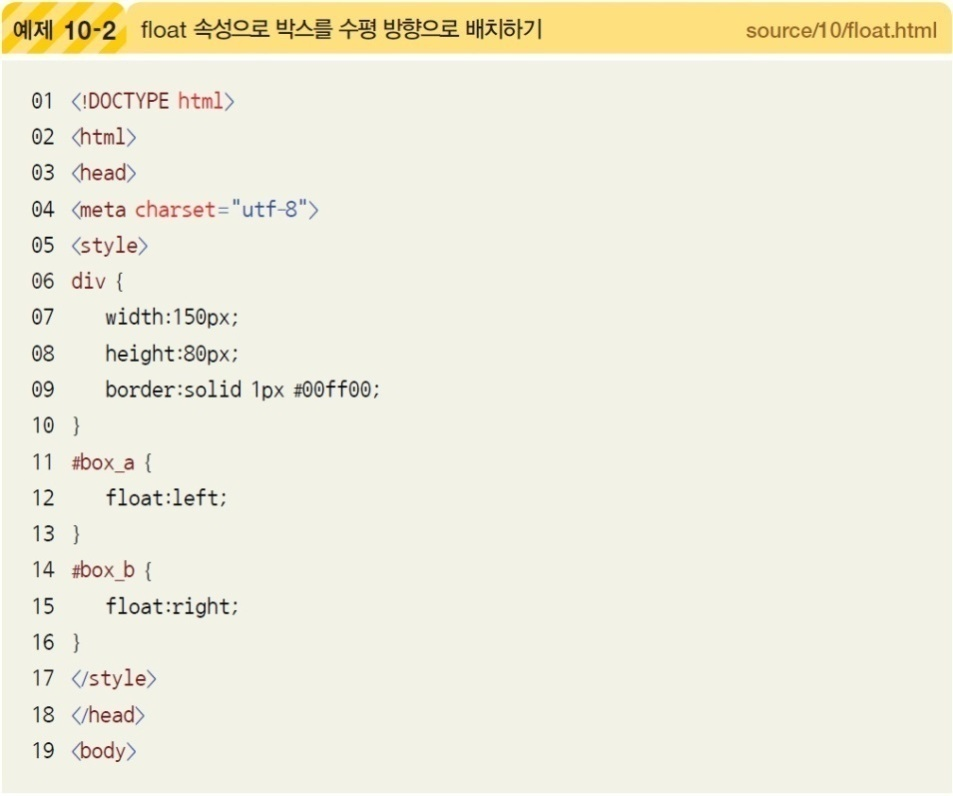 예제 10-2 float 속성으로 박스를 수평 방향으로 배치하기 source/10/float.html
01 <!DOCTYPE html>
02 <html>
03 <head>
04 <meta charset="utf-8">
05 <style>
06 div {
07 width:150px;
08 height:80px;
09 border:solid 1px #00ff00;
10 }
11 #box_a {
12 float:left;
13 }
14 #box_b {
15 float:right;
16 }
17 </style>
18 </head>
19 <body>